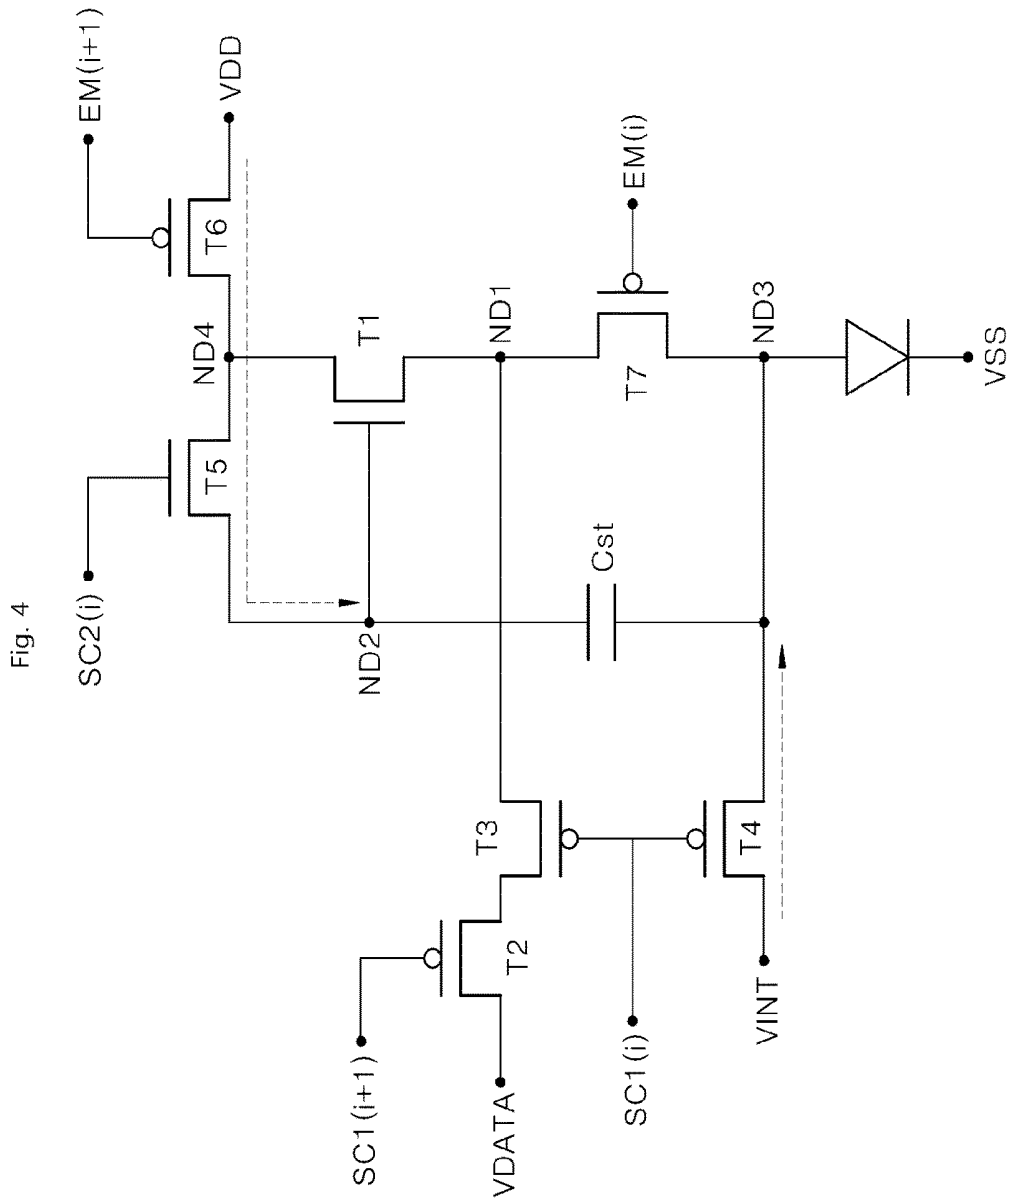 Fig. 4
EM(i+1)
VDD
T6
SC2(i)
T5
ND4
T1
ND2
ND1
EM(i)
T7
Cst
ND3
SC1(i+1)
T2
T3
VDATA
SC1(i)
T4
VINT
VSS